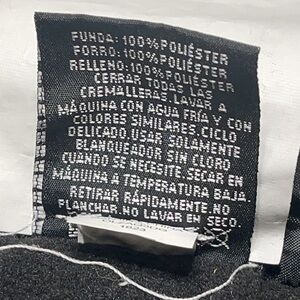 FUNDA: 100% POLIÉSTER
FORRO: 100% POLIÉSTER
RELLENO: 100% POLIÉSTER
CERRAR TODAS LAS
CREMALLERAS. LAVAR A
MÁQUINA CON AGUA FRÍA Y CON
COLORES SIMILARES. CICLO
DELICADO. USAR SOLAMENTE
BLANQUEADOR SIN CLORO
CUANDO SE NECESITE. SECAR EN
MÁQUINA A TEMPERATURA BAJA.
RETIRAR RÁPIDAMENTE. NO
PLANCHAR. NO LAVAR EN SECO.